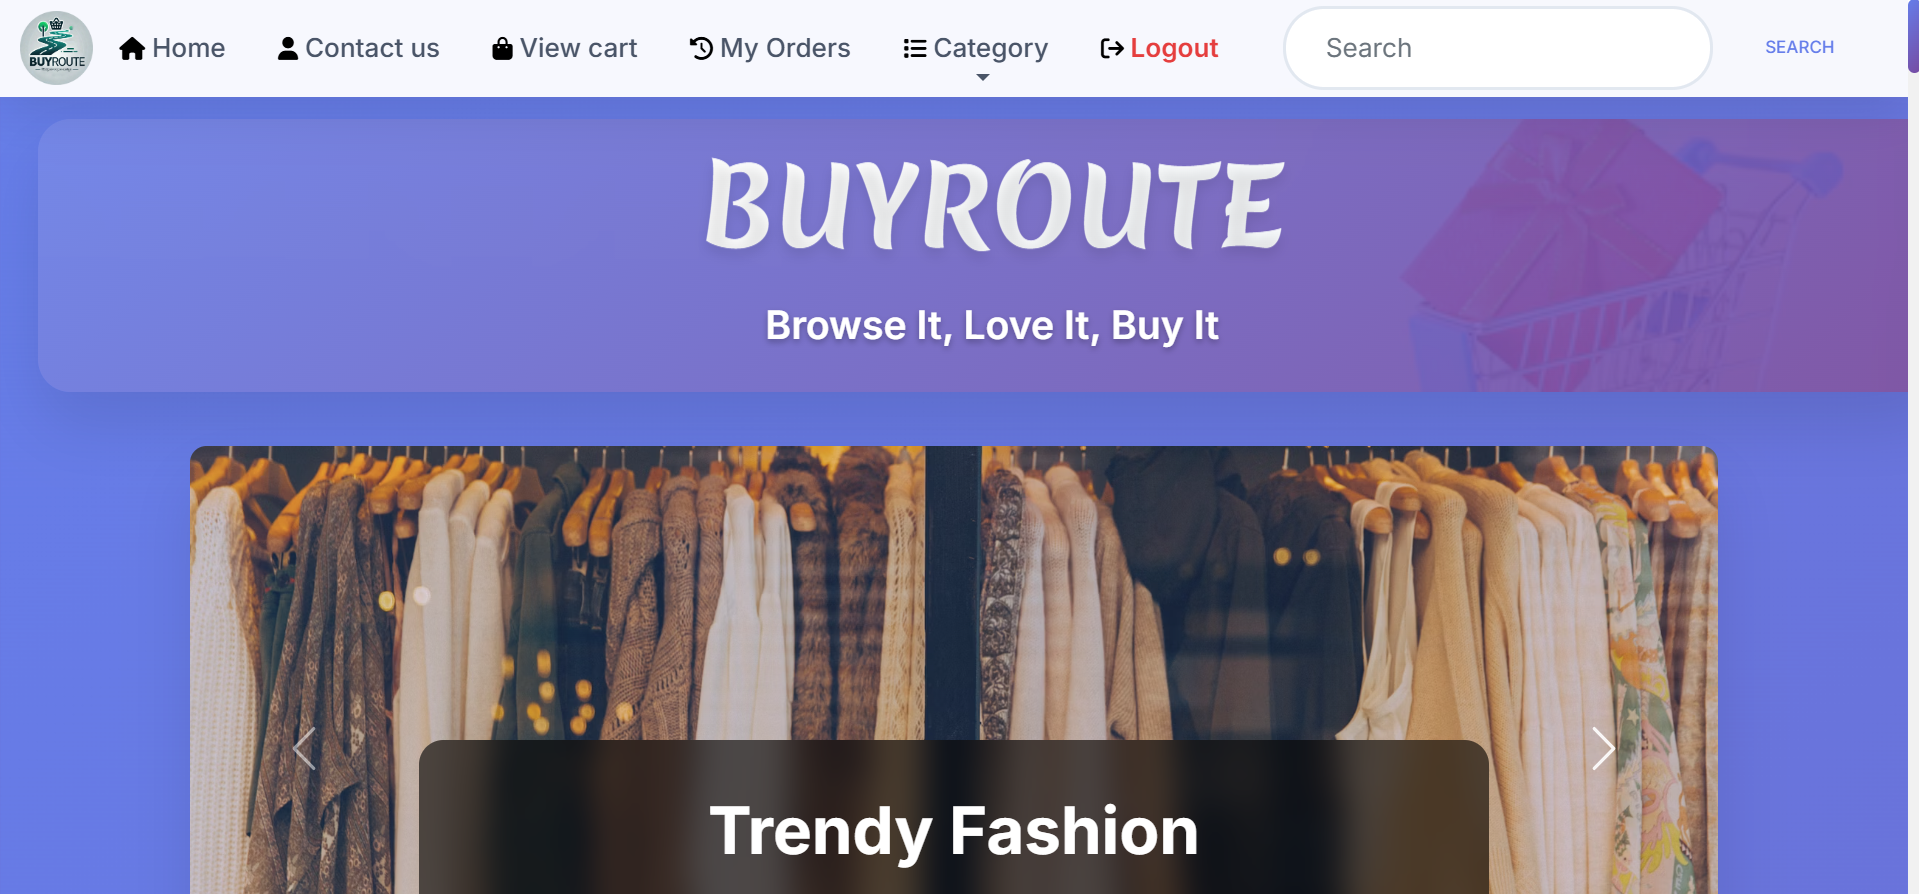 BUYROUTE
Home
Contact us
View cart
My Orders
Category
Logout
Search
SEARCH
BUYROUTE
Browse It, Love It, Buy It
Trendy Fashion